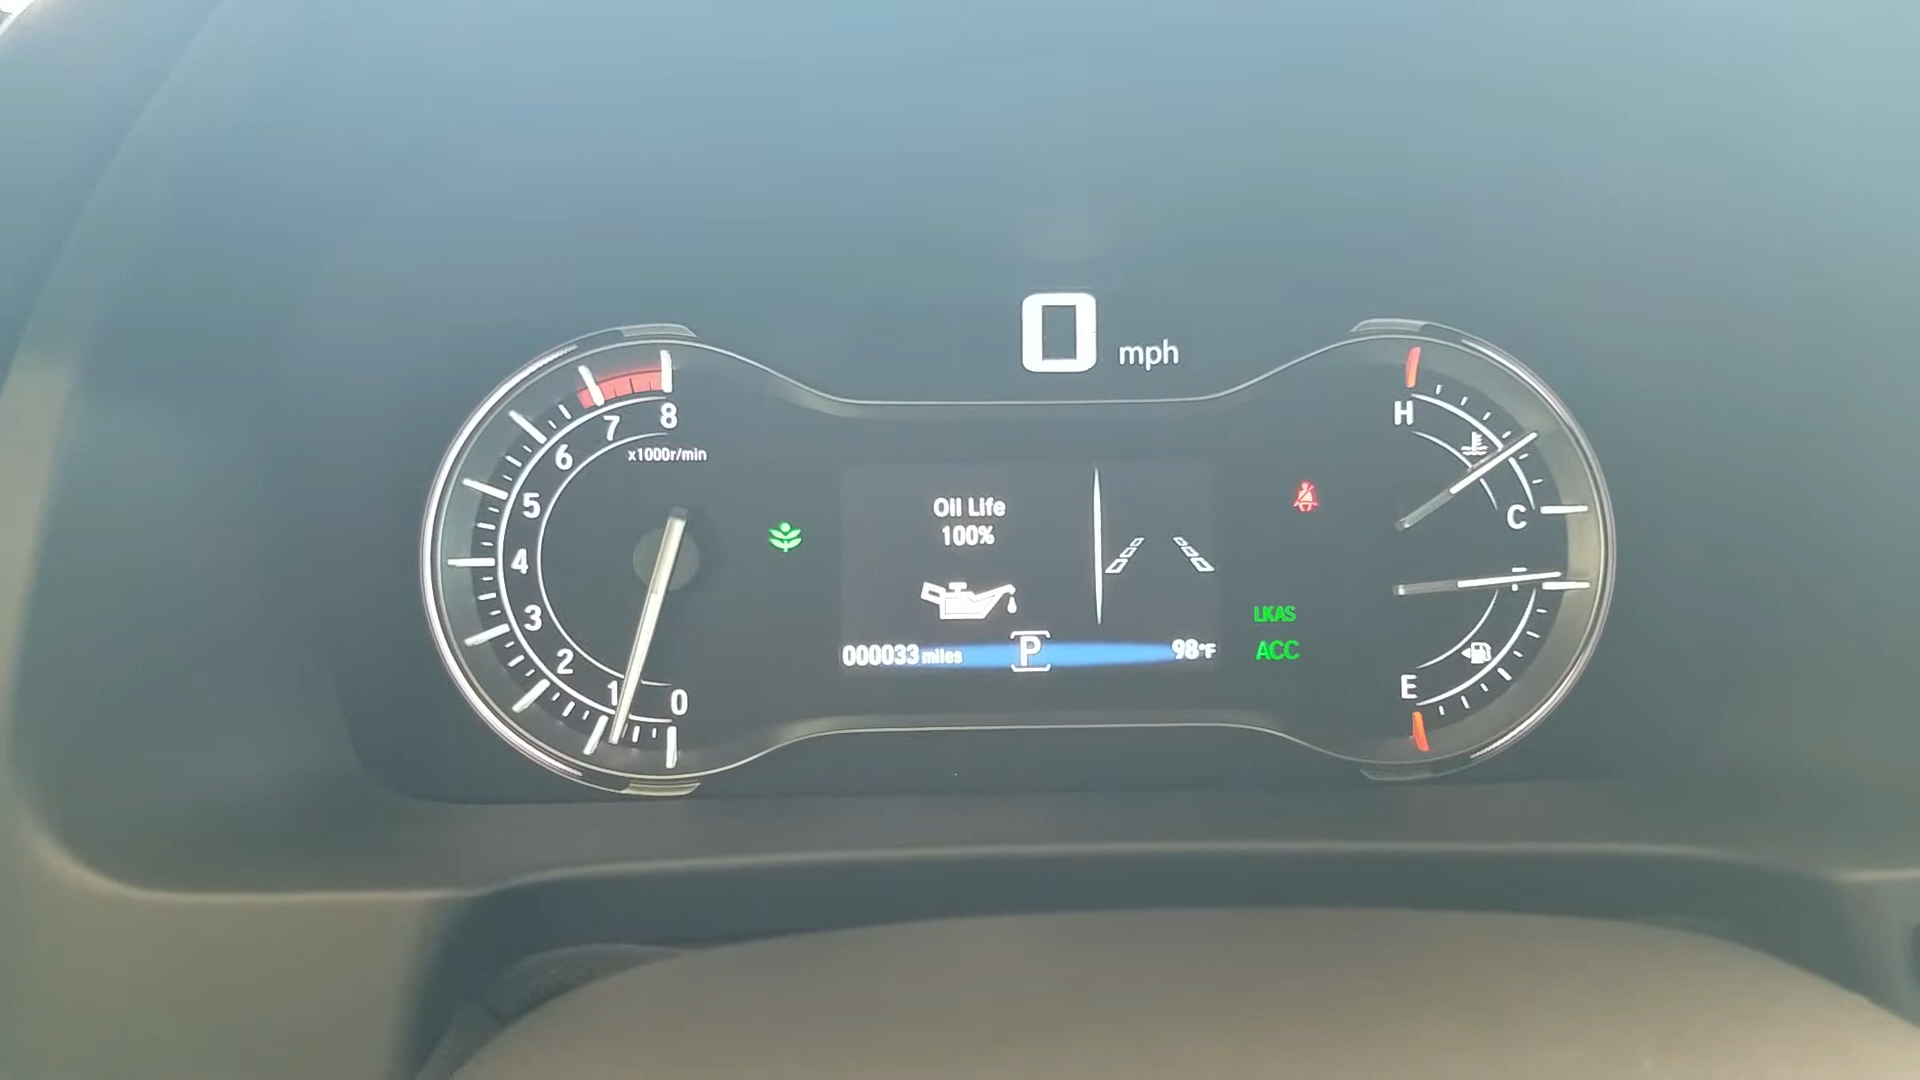 0 mph
8
7
x1000r/min
6
5
4
3
2
1
0
Oil Life
100%
000033 miles P 98°F
LKAS
ACC
H
C
E